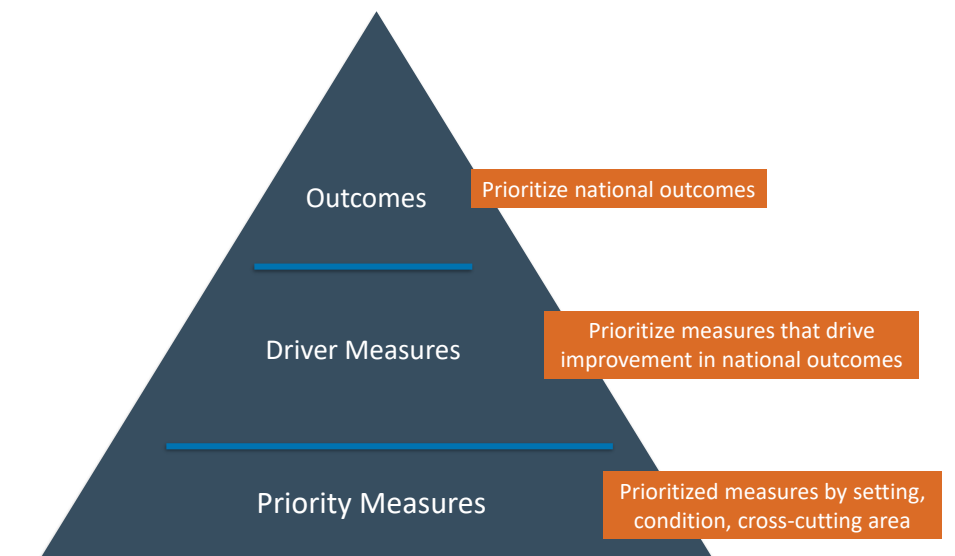 Outcomes
Prioritize national outcomes
Driver Measures
Prioritize measures that drive
improvement in national outcomes
Priority Measures
Prioritized measures by setting,
condition, cross-cutting area